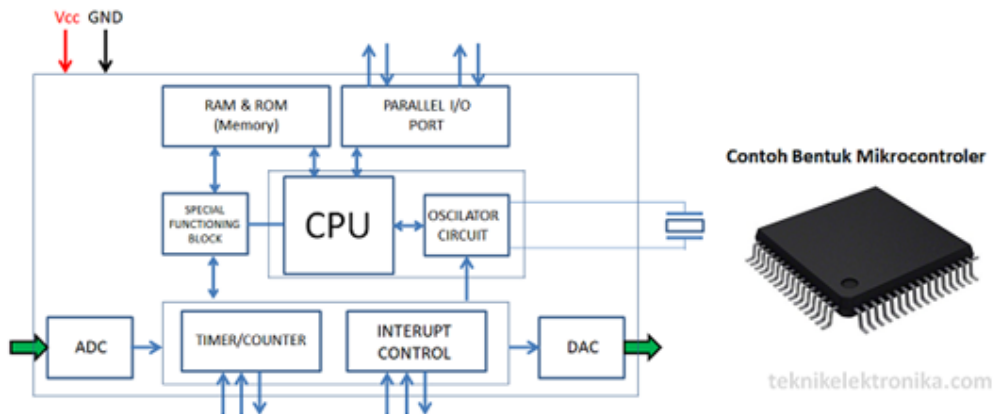 Vcc GND
RAM & ROM
(Memory)
PARALLEL I/O
PORT
Contoh Bentuk Mikrocontroler
SPECIAL
FUNCTIONING
BLOCK
CPU
OSCILATOR
CIRCUIT
ADC
TIMER/COUNTER
INTERUPT
CONTROL
DAC
teknikelektronika.com